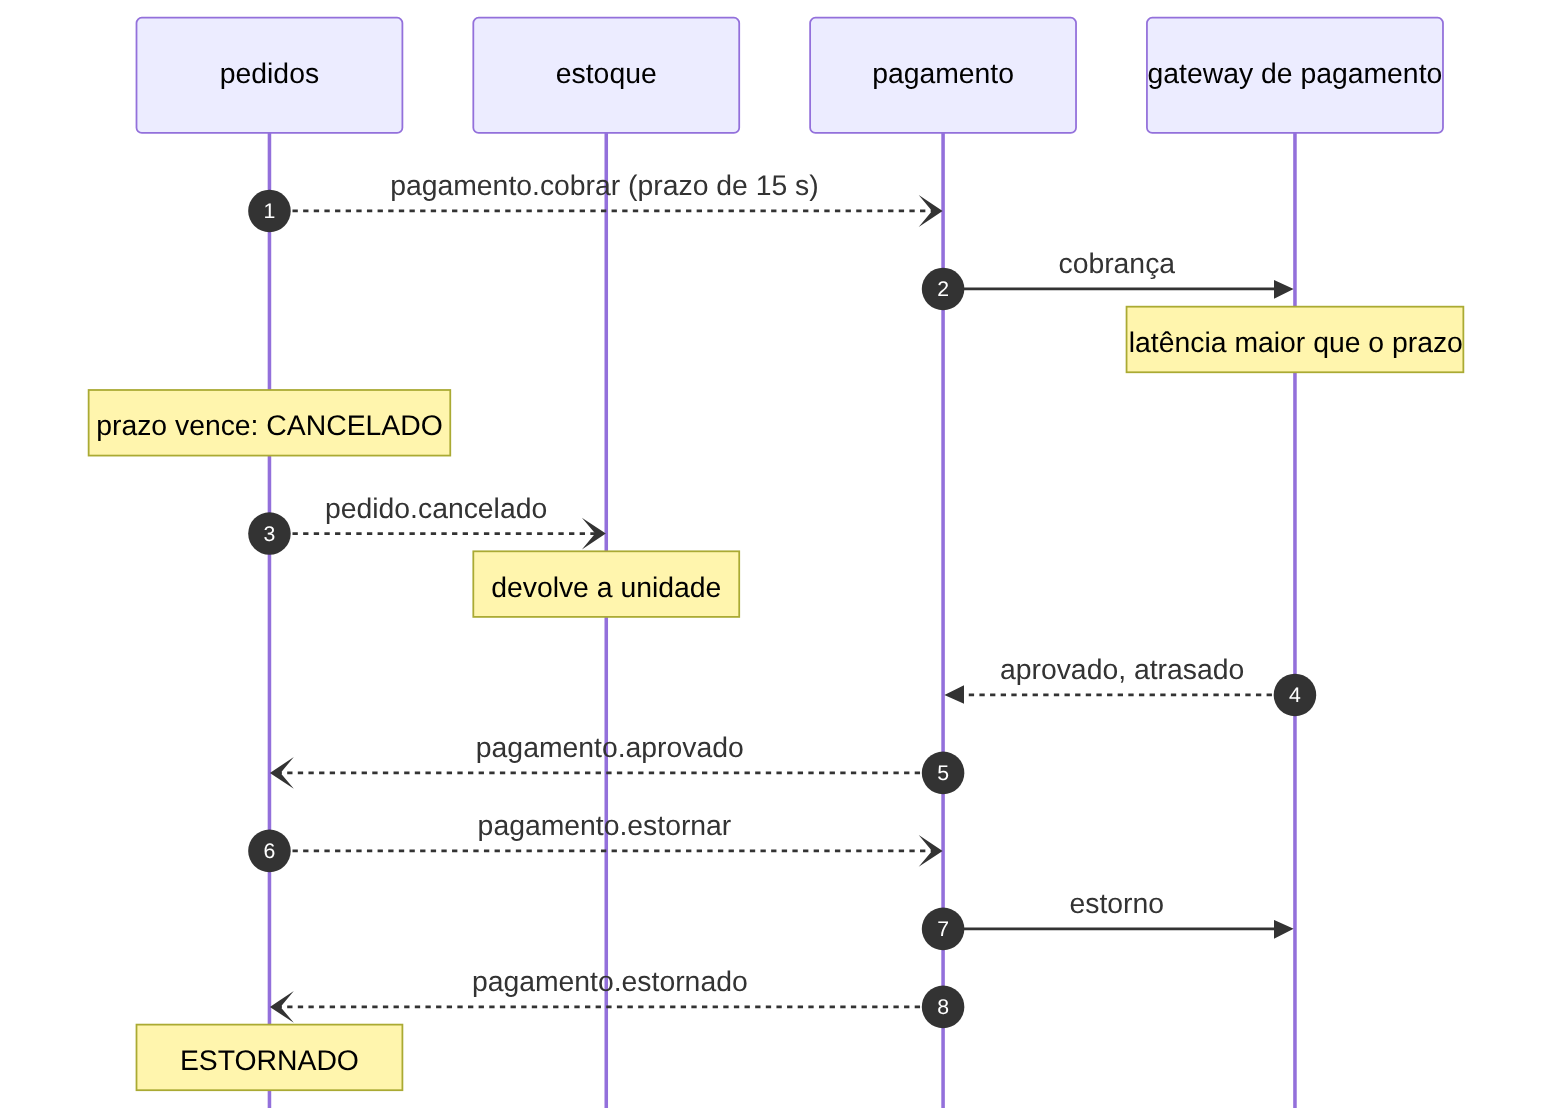 pedidos
estoque
pagamento
gateway de pagamento
pagamento.cobrar (prazo de 15 s)
1
cobrança
2
latência maior que o prazo
prazo vence: CANCELADO
pedido.cancelado
3
devolve a unidade
aprovado, atrasado
4
pagamento.aprovado
5
pagamento.estornar
6
estorno
7
pagamento.estornado
8
ESTORNADO